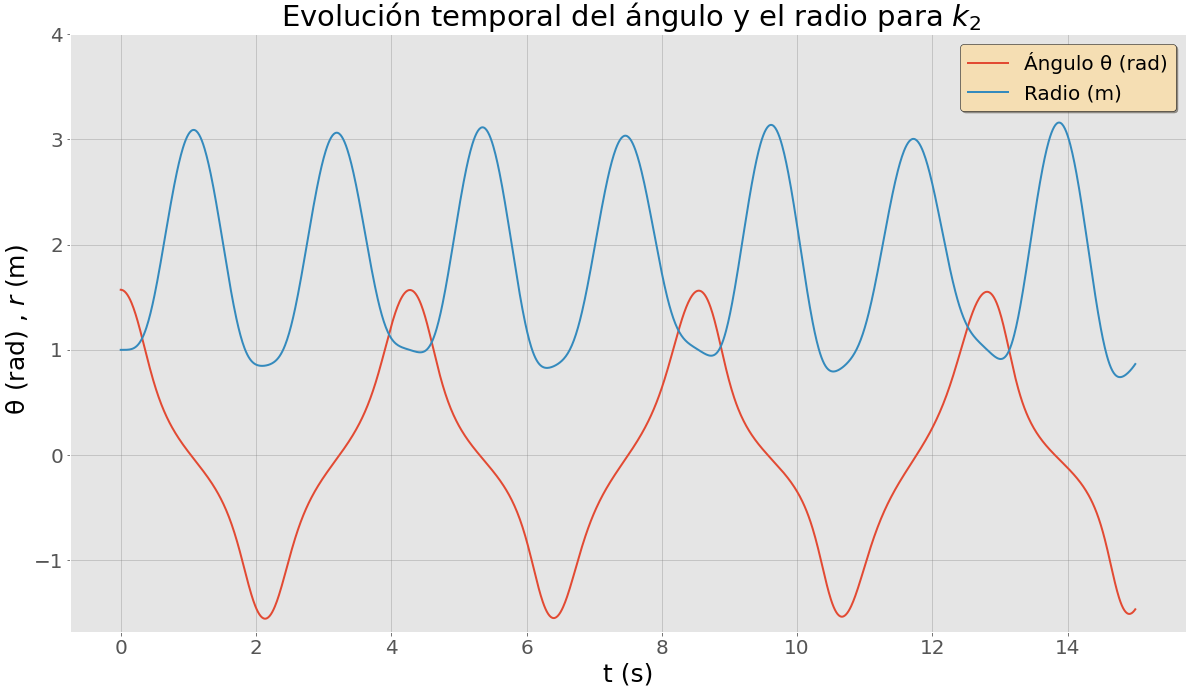 Evolución temporal del ángulo y el radio para k₂
Ángulo θ (rad)
Radio (m)
θ (rad) , r (m)
4
3
2
1
0
−1
0 2 4 6 8 10 12 14
t (s)